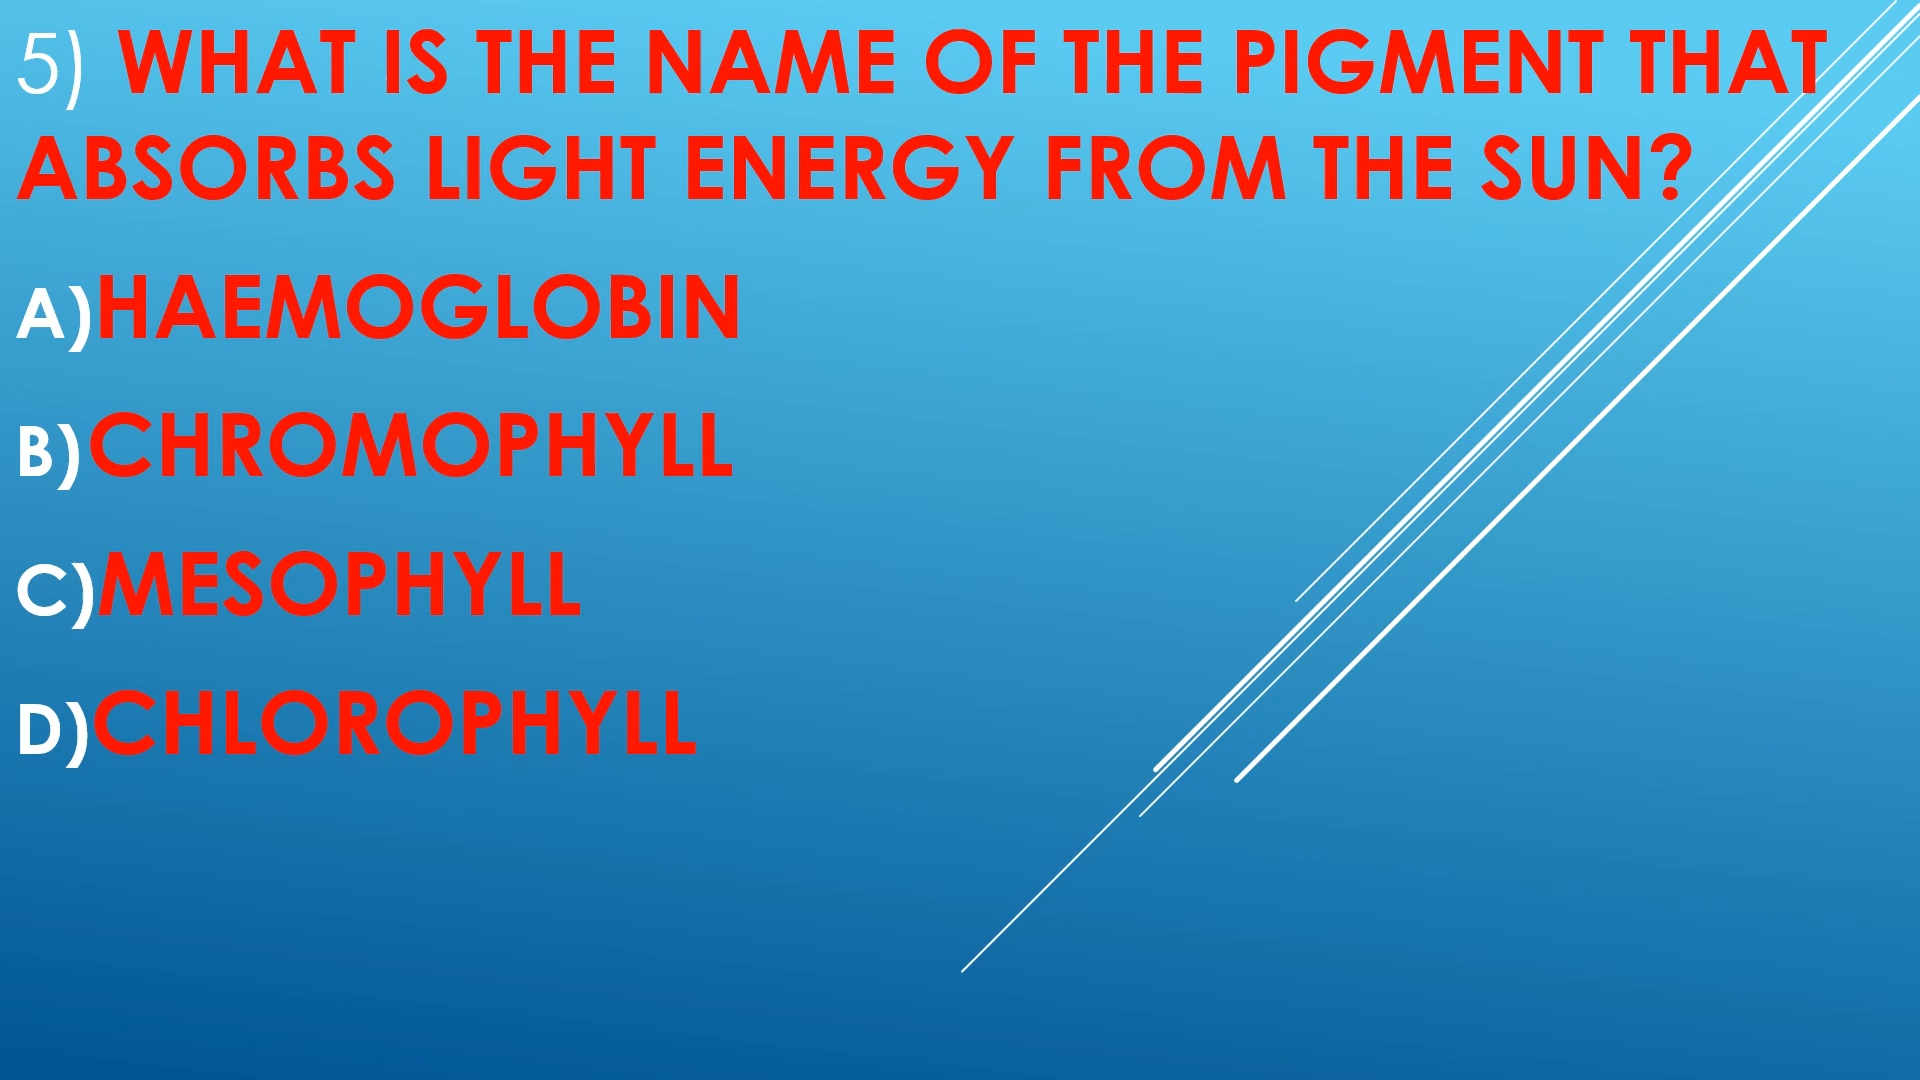 5) WHAT IS THE NAME OF THE PIGMENT THAT
ABSORBS LIGHT ENERGY FROM THE SUN?
A)HAEMOGLOBIN
B)CHROMOPHYLL
C)MESOPHYLL
D)CHLOROPHYLL